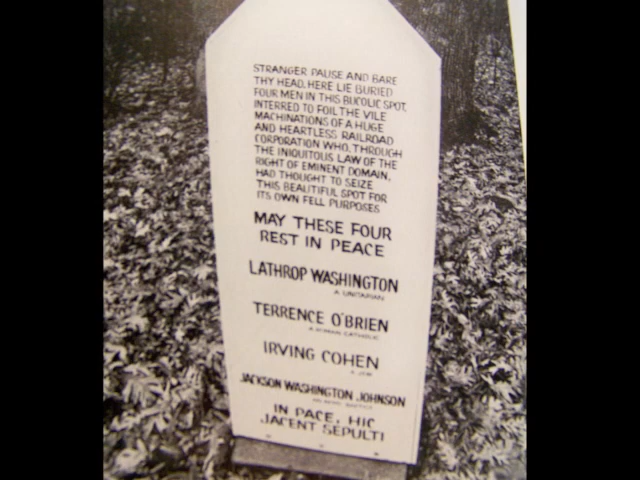 STRANGER PAUSE AND BARE
THY HEAD. HERE LIE BURIED
FOUR MEN IN THIS BUCOLIC SPOT,
INTERRED TO FOIL THE VILE
MACHINATIONS OF A HUGE
AND HEARTLESS RAILROAD
CORPORATION WHO, THROUGH
THE INIQUITOUS LAW OF THE
RIGHT OF EMINENT DOMAIN,
HAD THOUGHT TO SEIZE
THIS BEAUTIFUL SPOT FOR
ITS OWN FELL PURPOSES
MAY THESE FOUR
REST IN PEACE
LATHROP WASHINGTON
A UNITARIAN
TERRENCE O'BRIEN
A ROMAN CATHOLIC
IRVING COHEN
A JEW
JACKSON WASHINGTON JOHNSON
BAPTIST
IN PACE, HIC
JACENT SEPULTI